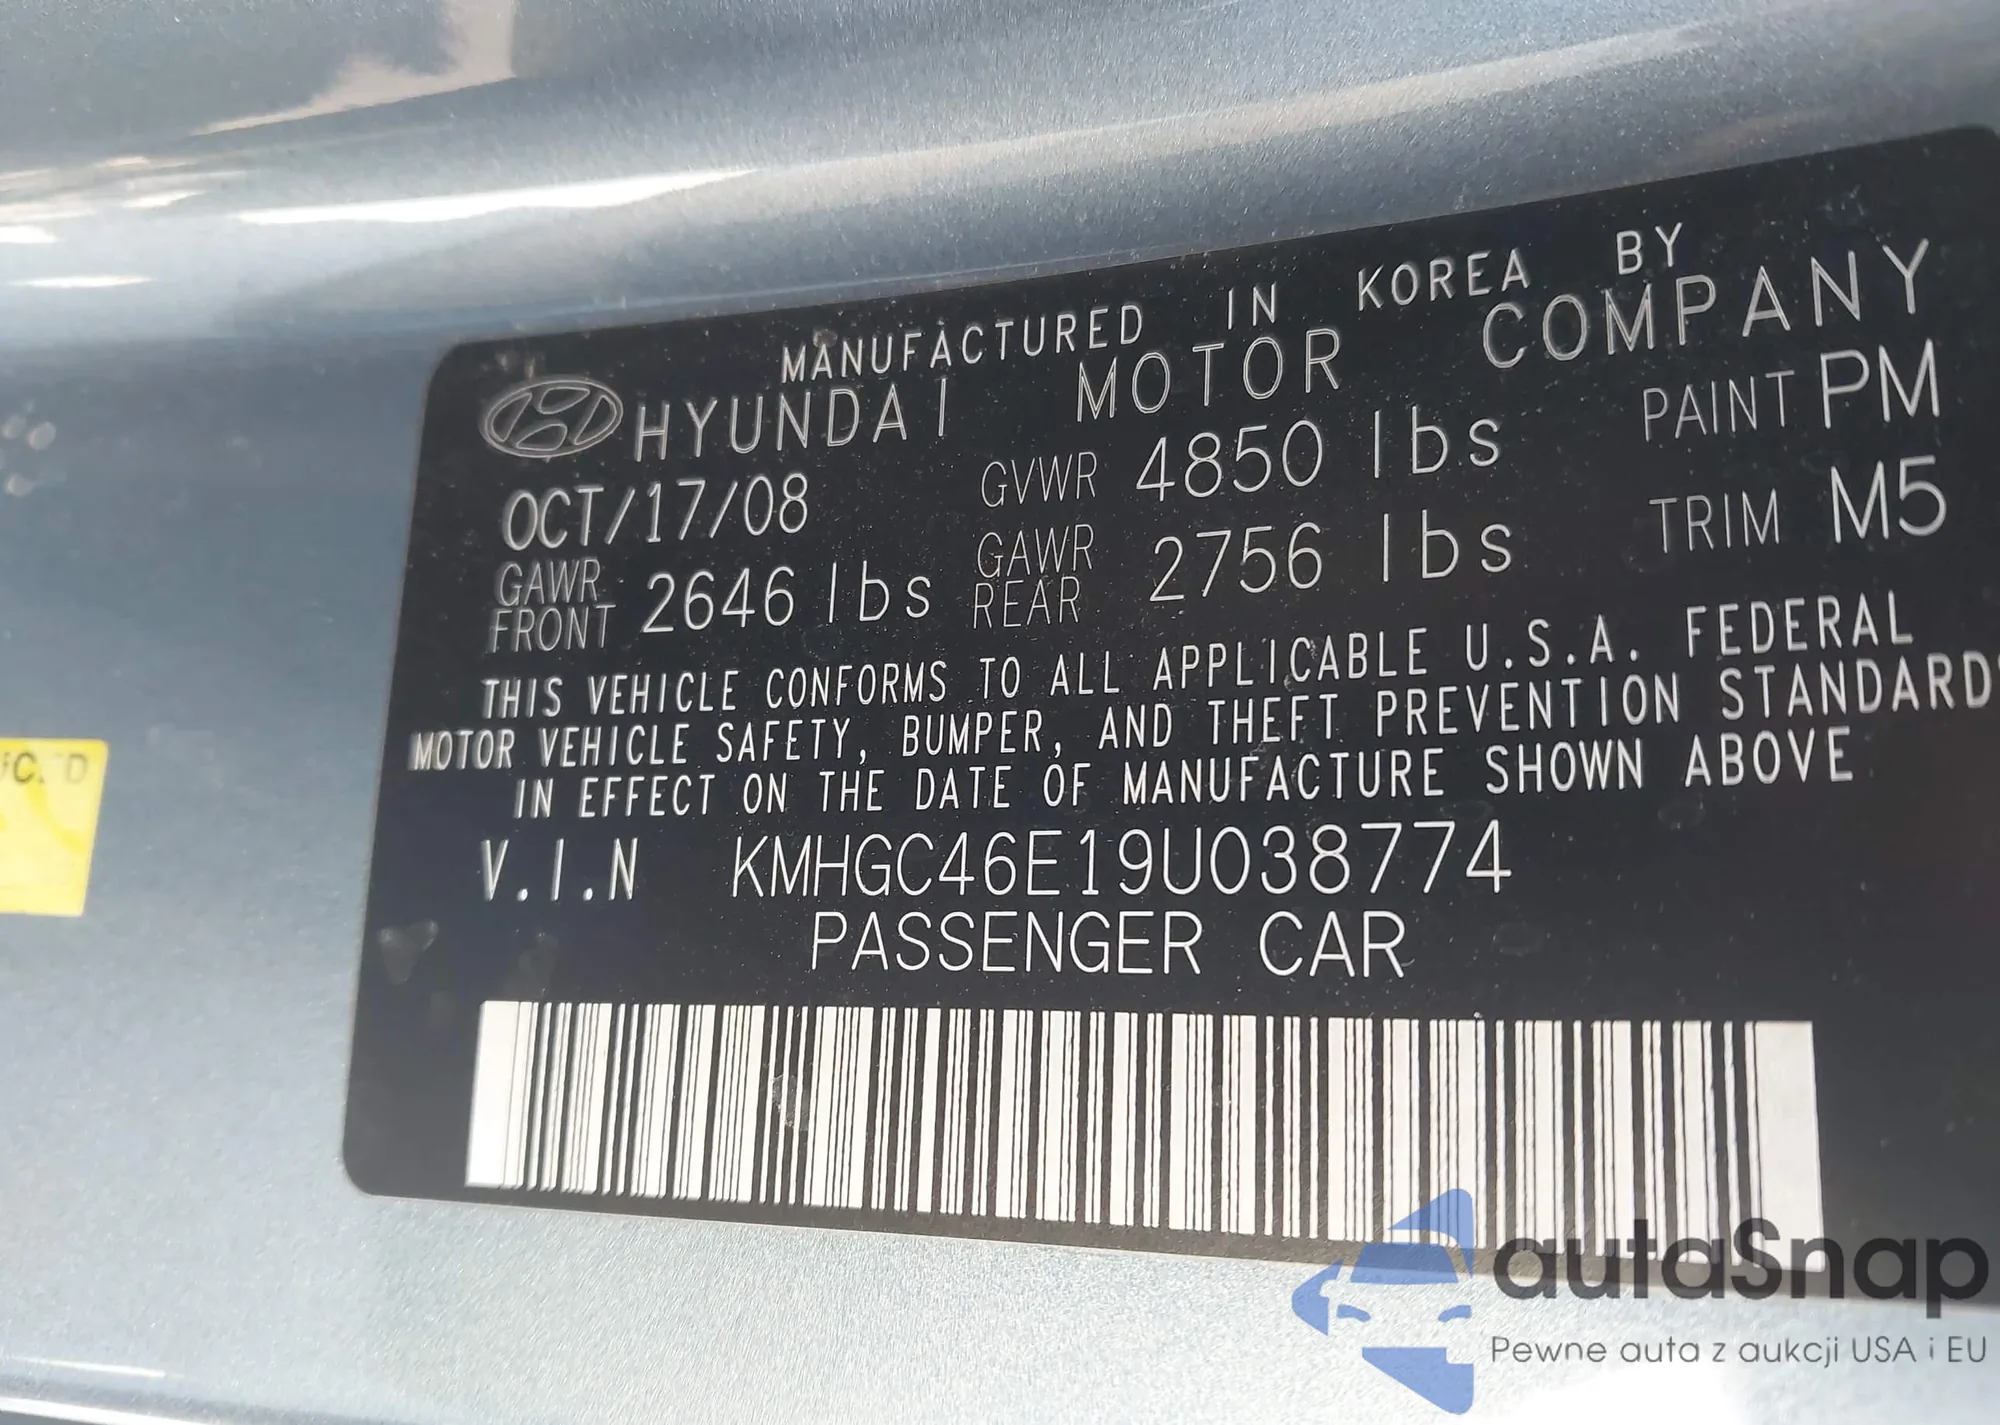 MANUFACTURED IN KOREA BY
HYUNDAI MOTOR COMPANY
OCT/17/08 GVWR 4850 lbs PAINT PM
GAWR FRONT 2646 lbs GAWR REAR 2756 lbs TRIM M5
THIS VEHICLE CONFORMS TO ALL APPLICABLE U.S.A. FEDERAL
MOTOR VEHICLE SAFETY, BUMPER, AND THEFT PREVENTION STANDARDS
IN EFFECT ON THE DATE OF MANUFACTURE SHOWN ABOVE
V.I.N KMHGC46E19U038774
PASSENGER CAR
autaSnap
Pewne auta z aukcji USA i EU